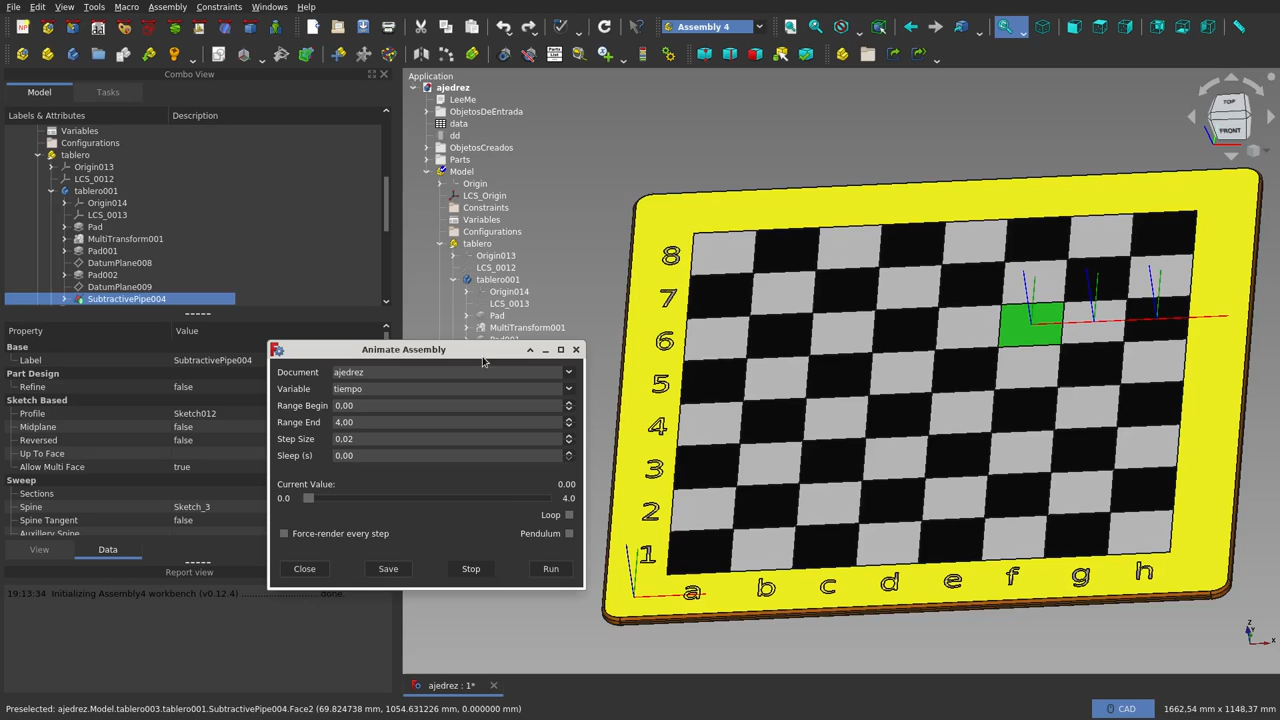 File Edit View Tools Macro Assembly Constraints Windows Help
Assembly 4
Combo View
Model Tasks
Labels & Attributes Description
Variables
Configurations
tablero
Origin013
LCS_0012
tablero001
Origin014
LCS_0013
Pad
MultiTransform001
Pad001
DatumPlane008
Pad002
DatumPlane009
SubtractivePipe004
Property Value
Base
Label SubtractivePipe004
Part Design
Refine false
Sketch Based
Profile Sketch012
Midplane false
Reversed false
Up To Face
Allow Multi Face true
Sweep
Sections
Spine Sketch_3
Spine Tangent false
Auxillary Spine
View Data
Report view
19:13:34 Initializing Assembly4 workbench (v0.12.4) done.
Application
ajedrez
LeeMe
ObjetosDeEntrada
data
dd
ObjetosCreados
Parts
Model
Origin
LCS_Origin
Constraints
Variables
Configurations
tablero
Origin013
LCS_0012
tablero001
Origin014
LCS_0013
Pad
MultiTransform001
Animate Assembly
Document ajedrez
Variable tiempo
Range Begin 0,00
Range End 4,00
Step Size 0,02
Sleep (s) 0,00
Current Value: 0.00
0.0 4.0
Loop
Force-render every step Pendulum
Close Save Stop Run
TOP
FRONT
8
7
6
5
4
3
2
1
a b c d e f g h
Z
Y
X
ajedrez : 1*
Preselected: ajedrez.Model.tablero003.tablero001.SubtractivePipe004.Face2 (69.824738 mm, 1054.631226 mm, 0.000000 mm) CAD 1662,54 mm x 1148,37 mm